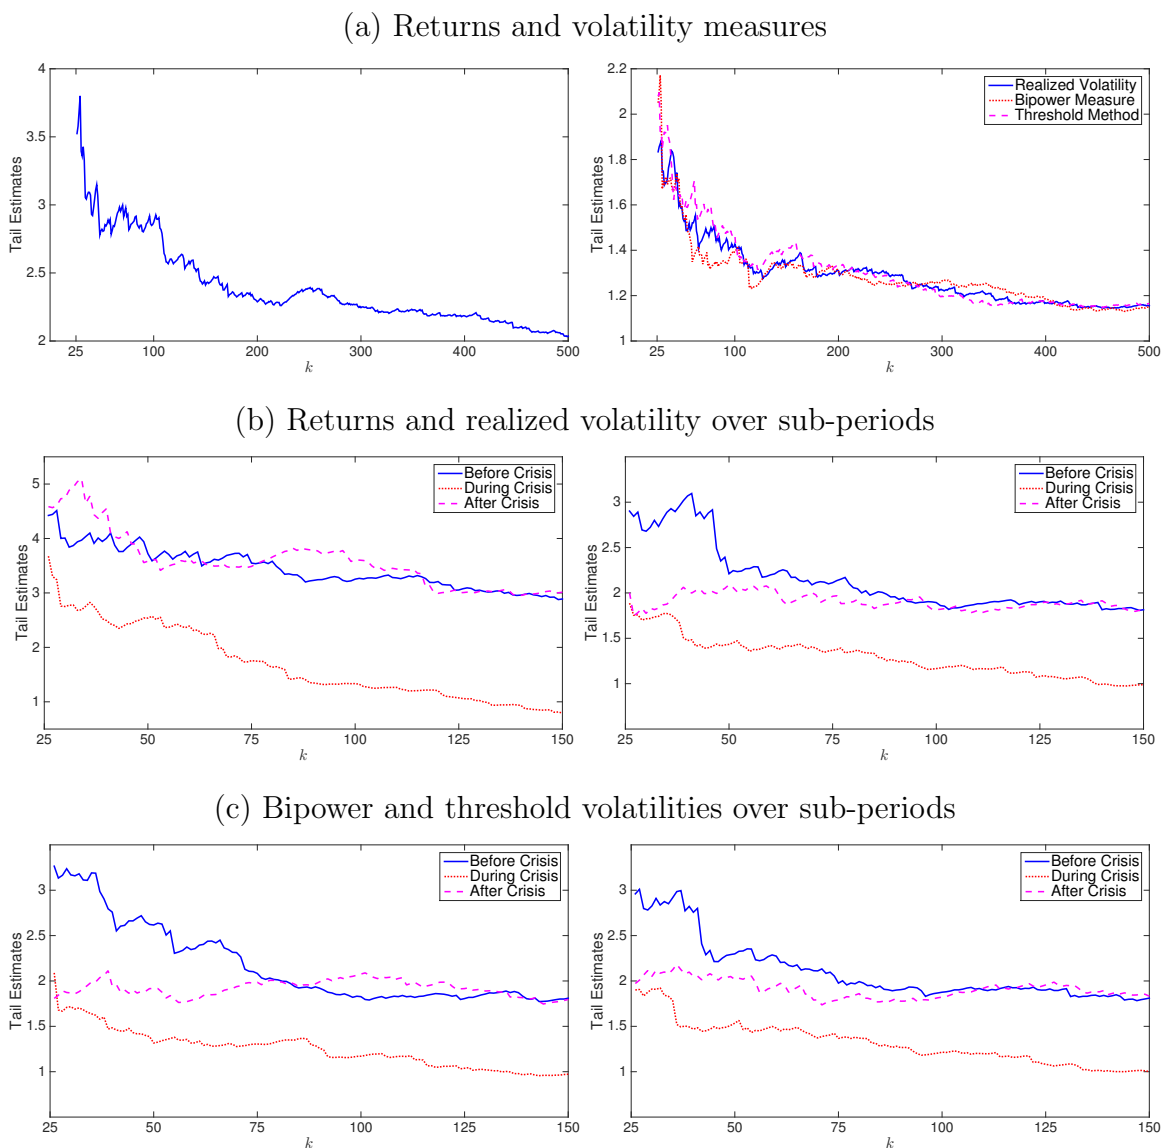 (a) Returns and volatility measures
4
3.5
3
2.5
2
Tail Estimates
25 100 200 300 400 500
k
2.2
2
1.8
1.6
1.4
1.2
1
Tail Estimates
Realized Volatility
Bipower Measure
Threshold Method
25 100 200 300 400 500
k
(b) Returns and realized volatility over sub-periods
5
4
3
2
1
Tail Estimates
Before Crisis
During Crisis
After Crisis
25 50 75 100 125 150
k
3
2.5
2
1.5
1
Tail Estimates
Before Crisis
During Crisis
After Crisis
25 50 75 100 125 150
k
(c) Bipower and threshold volatilities over sub-periods
3
2.5
2
1.5
1
Tail Estimates
Before Crisis
During Crisis
After Crisis
25 50 75 100 125 150
k
3
2.5
2
1.5
1
Tail Estimates
Before Crisis
During Crisis
After Crisis
25 50 75 100 125 150
k